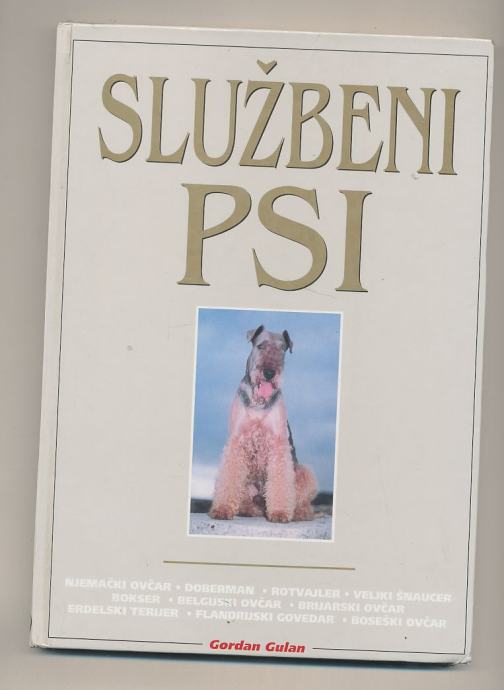 SLUŽBENI
PSI
NJEMAČKI OVČAR • DOBERMAN • ROTVAJLER • VELJKI ŠNAUCER
BOKSER • BELGIJSKI OVČAR • BRIJARSKI OVČAR
ERDELSKI TERIJER • FLANDRIJSKI GOVEDAR • BOSEŠKI OVČAR
Gordan Gulan